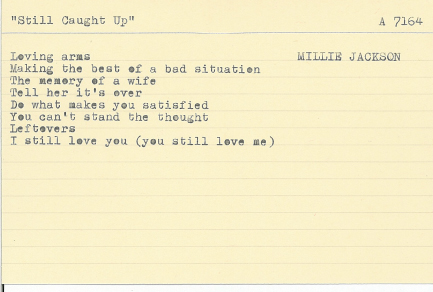 "Still Caught Up" A 7164
Loving arms MILLIE JACKSON
Making the best of a bad situation
The memory of a wife
Tell her it's over
Do what makes you satisfied
You can't stand the thought
Leftovers
I still love you (you still love me)